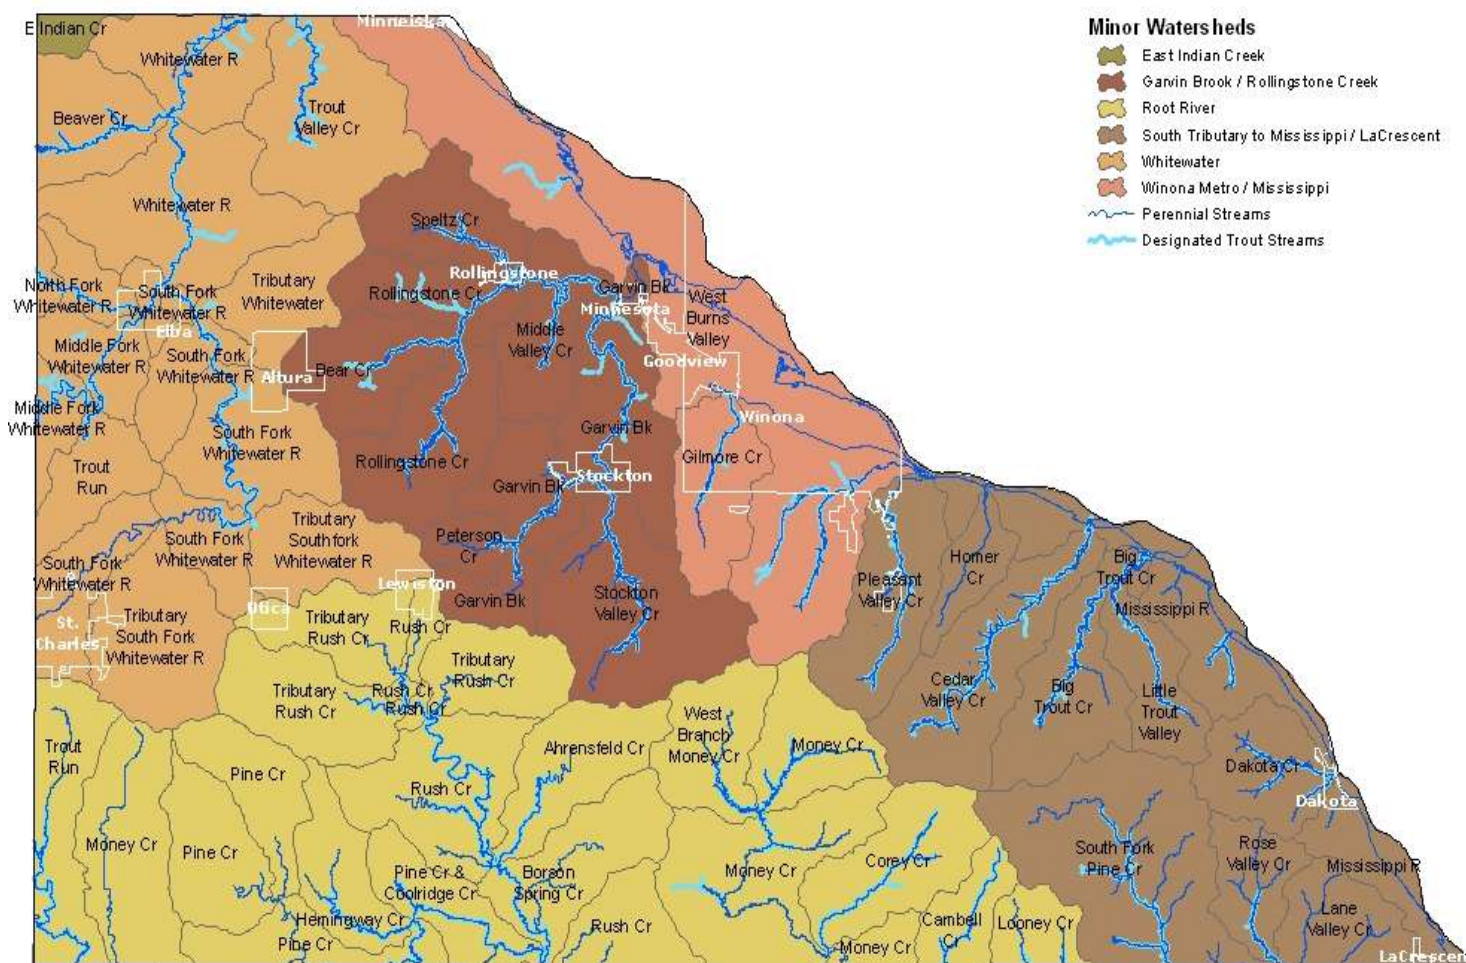 Minneiska
E Indian Cr
Whitewater R
Beaver Cr
Trout
Valley Cr
Whitewater R
Speltz Cr
Rollingstone
Rollingstone Cr
Garvin Bk
Minnesota
West
Burns
Valley
North Fork
Whitewater R
South Fork
Whitewater R
Elba
Tributary
Whitewater
Middle
Valley Cr
Goodview
Middle Fork
Whitewater R
South Fork
Whitewater R
Altura
Bear Cr
Middle Fork
Whitewater R
South Fork
Whitewater R
Garvin Bk
Winona
Trout
Run
Rollingstone Cr
Garvin Bk
Stockton
Gilmore Cr
South Fork
Whitewater R
Tributary
Southfork
Whitewater R
Peterson
Cr
South Fork
Whitewater R
Lewiston
Garvin Bk
Stockton
Valley Cr
Pleasant
Valley Cr
Homer
Cr
Big
Trout Cr
Mississippi R
St.
Charles
Tributary
South Fork
Whitewater R
Utica
Tributary
Rush Cr
Rush Cr
Tributary
Rush Cr
Rush Cr
Rush Cr
Tributary
Rush Cr
Cedar
Valley Cr
Big
Trout Cr
Little
Trout
Valley
Trout
Run
Pine Cr
Ahrensfeld Cr
West
Branch
Money Cr
Money Cr
Rush Cr
Dakota Cr
Dakota
Money Cr
Pine Cr
Pine Cr &
Coolridge Cr
Borson
Spring Cr
Money Cr
Corey Cr
South Fork
Pine Cr
Rose
Valley Cr
Mississippi R
Hemingway Cr
Pine Cr
Rush Cr
Money Cr
Cambell
Cr
Looney Cr
Lane
Valley Cr
LaCrescen
Minor Watersheds
East Indian Creek
Garvin Brook / Rollingstone Creek
Root River
South Tributary to Mississippi / LaCrescent
Whitewater
Winona Metro / Mississippi
Perennial Streams
Designated Trout Streams